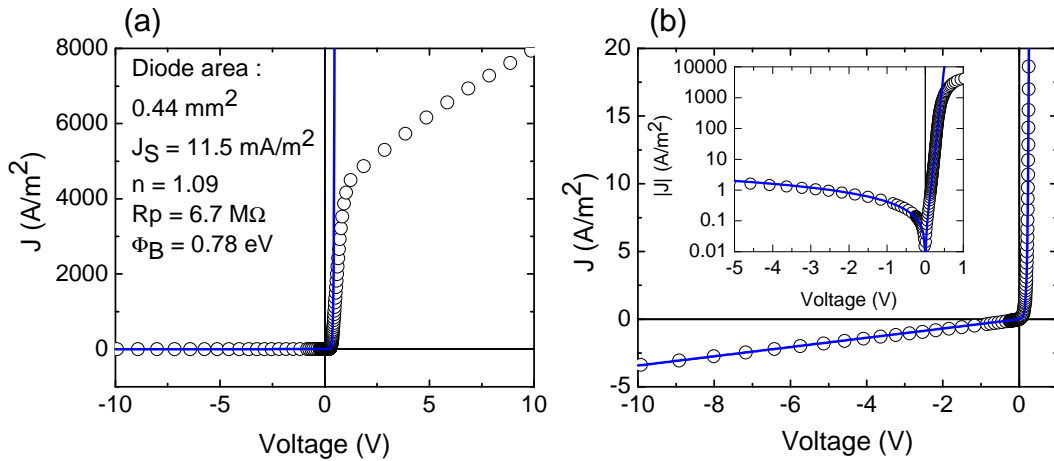 (a)
8000
6000
4000
2000
0
J (A/m²)
Diode area :
0.44 mm²
J_S = 11.5 mA/m²
n = 1.09
Rp = 6.7 MΩ
Φ_B = 0.78 eV
-10 -5 0 5 10
Voltage (V)
(b)
20
15
10
5
0
-5
J (A/m²)
10000
1000
100
10
1
0.1
0.01
|J| (A/m²)
-5 -4 -3 -2 -1 0 1
Voltage (V)
-10 -8 -6 -4 -2 0
Voltage (V)